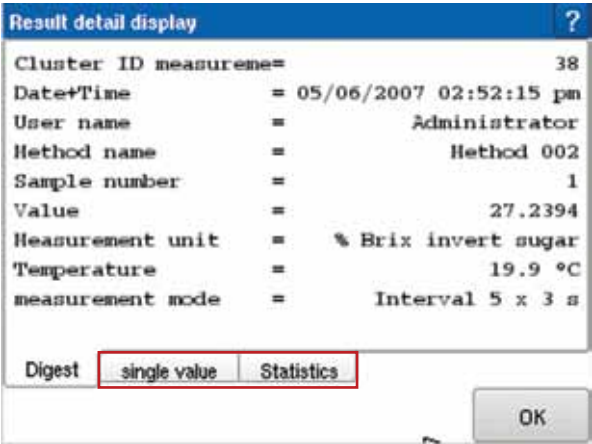 Result detail display ?
Cluster ID measureme= 38
Date+Time = 05/06/2007 02:52:15 pm
User name = Administrator
Method name = Method 002
Sample number = 1
Value = 27.2394
Measurement unit = % Brix invert sugar
Temperature = 19.9 °C
measurement mode = Interval 5 x 3 s
Digest single value Statistics
OK